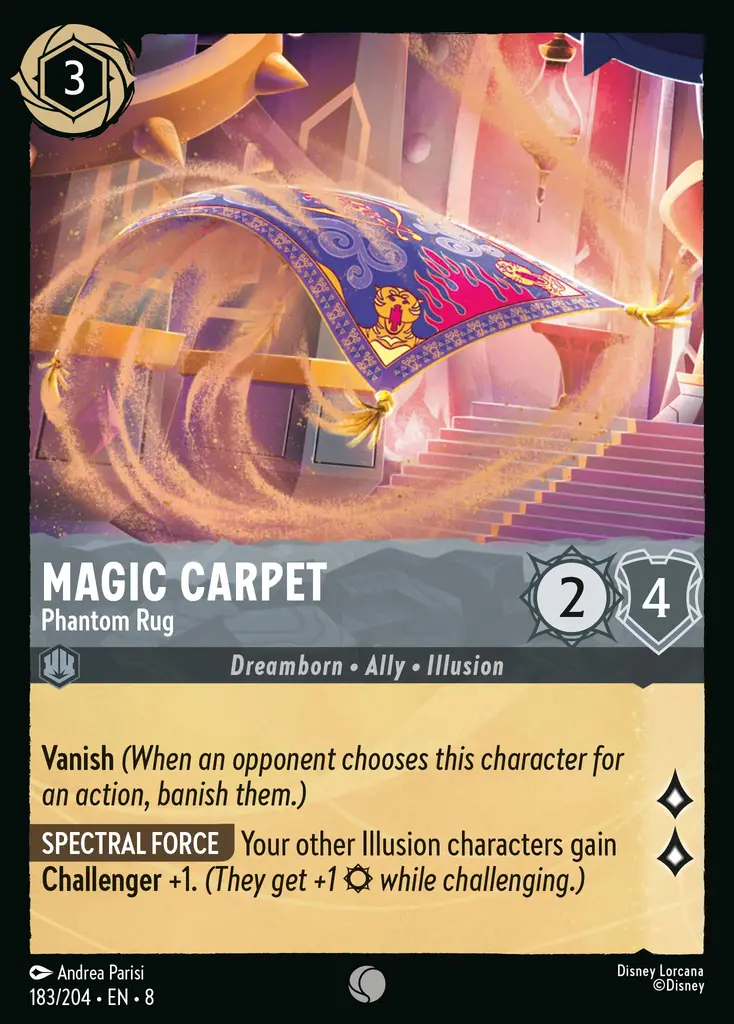 3
MAGIC CARPET
Phantom Rug
2
4
Dreamborn • Ally • Illusion
Vanish (When an opponent chooses this character for
an action, banish them.)
SPECTRAL FORCE Your other Illusion characters gain
Challenger +1. (They get +1 while challenging.)
Andrea Parisi
183/204 • EN • 8
Disney Lorcana
©Disney